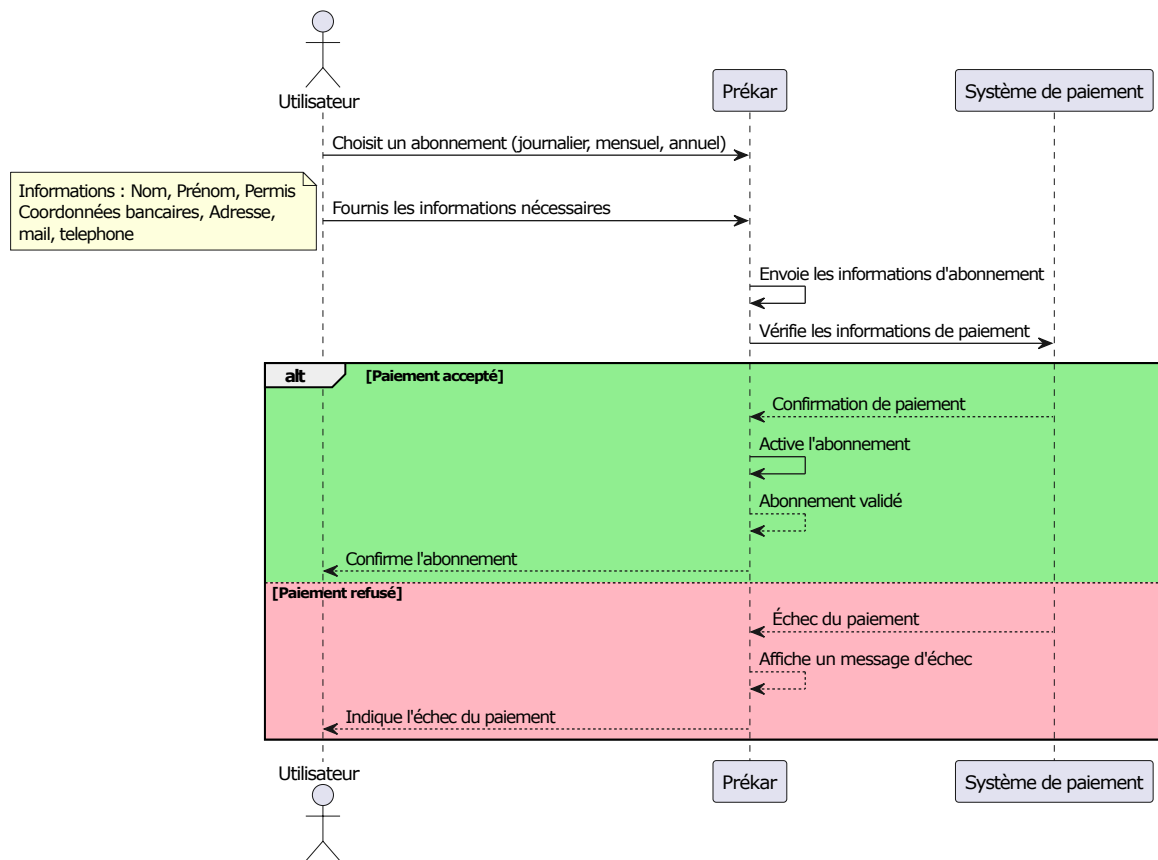 Utilisateur
Prékar
Système de paiement
Choisit un abonnement (journalier, mensuel, annuel)
Informations : Nom, Prénom, Permis
Coordonnées bancaires, Adresse,
mail, telephone
Fournis les informations nécessaires
Envoie les informations d'abonnement
Vérifie les informations de paiement
alt
[Paiement accepté]
Confirmation de paiement
Active l'abonnement
Abonnement validé
Confirme l'abonnement
[Paiement refusé]
Échec du paiement
Affiche un message d'échec
Indique l'échec du paiement
Utilisateur
Prékar
Système de paiement